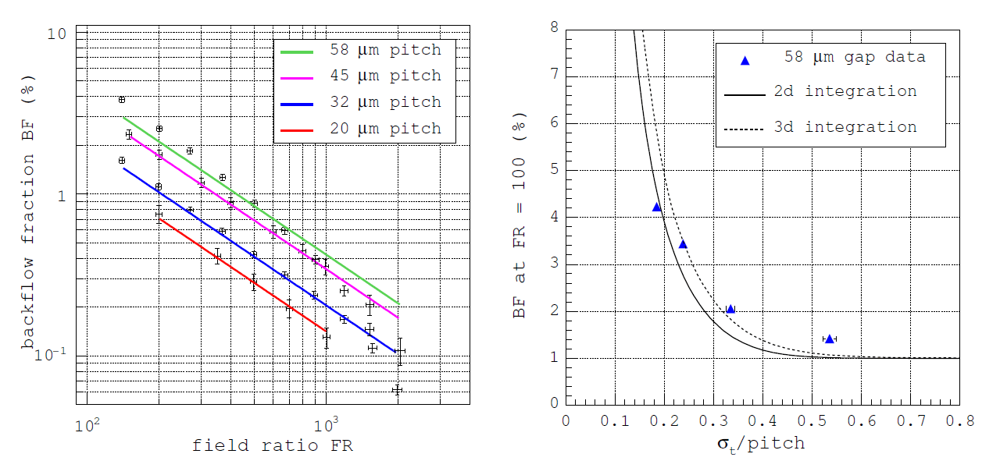 backflow fraction BF (%)
10
1
10⁻¹
10²
10³
field ratio FR
58 μm pitch
45 μm pitch
32 μm pitch
20 μm pitch
BF at FR = 100 (%)
8
7
6
5
4
3
2
1
0
0 0.1 0.2 0.3 0.4 0.5 0.6 0.7 0.8
σt/pitch
58 μm gap data
2d integration
3d integration